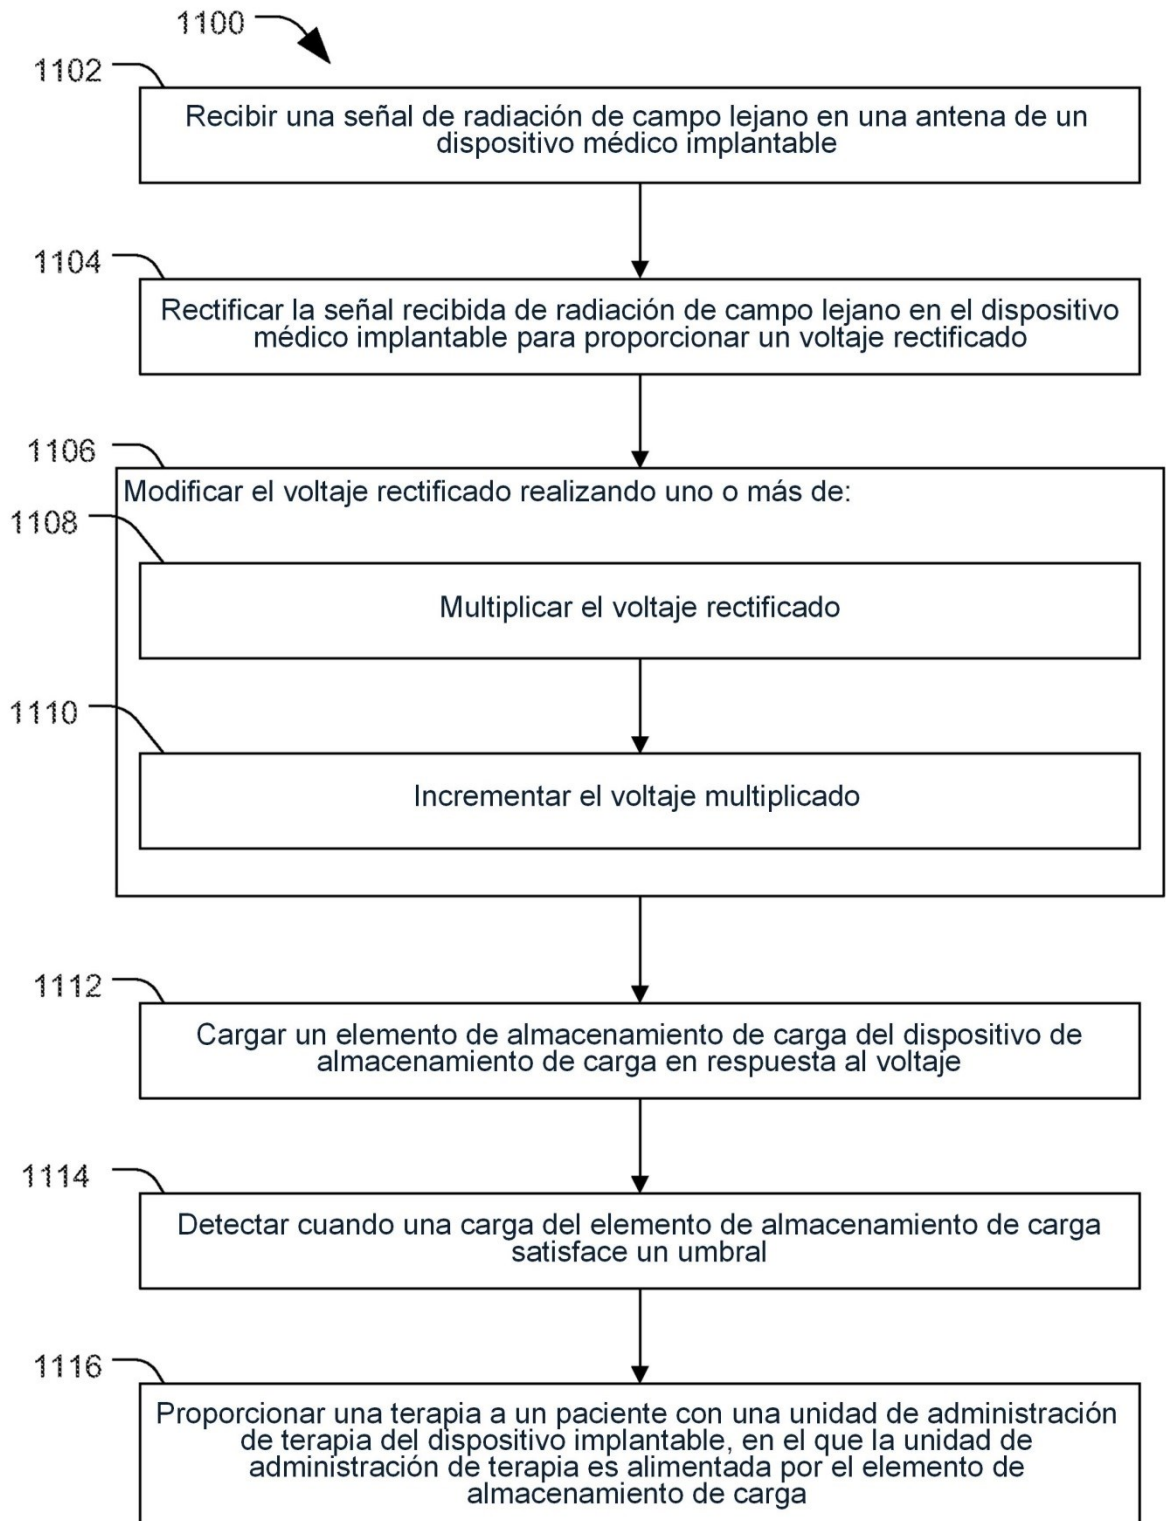 1100
1102
Recibir una señal de radiación de campo lejano en una antena de un
dispositivo médico implantable
1104
Rectificar la señal recibida de radiación de campo lejano en el dispositivo
médico implantable para proporcionar un voltaje rectificado
1106
Modificar el voltaje rectificado realizando uno o más de:
1108
Multiplicar el voltaje rectificado
1110
Incrementar el voltaje multiplicado
1112
Cargar un elemento de almacenamiento de carga del dispositivo de
almacenamiento de carga en respuesta al voltaje
1114
Detectar cuando una carga del elemento de almacenamiento de carga
satisface un umbral
1116
Proporcionar una terapia a un paciente con una unidad de administración
de terapia del dispositivo implantable, en el que la unidad de
administración de terapia es alimentada por el elemento de
almacenamiento de carga